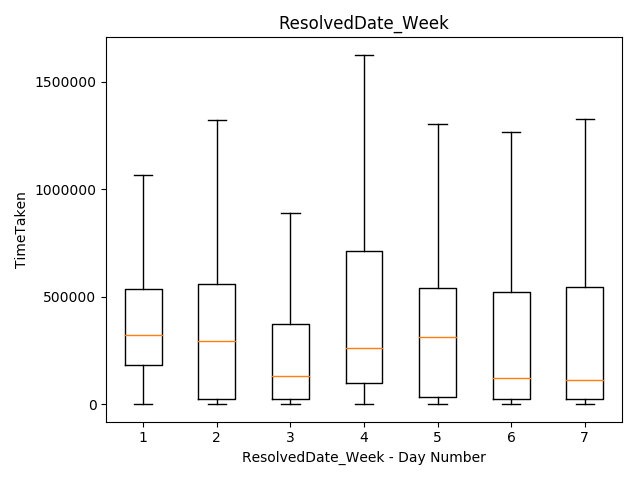 ResolvedDate_Week
1500000
1000000
500000
0
TimeTaken
1 2 3 4 5 6 7
ResolvedDate_Week - Day Number